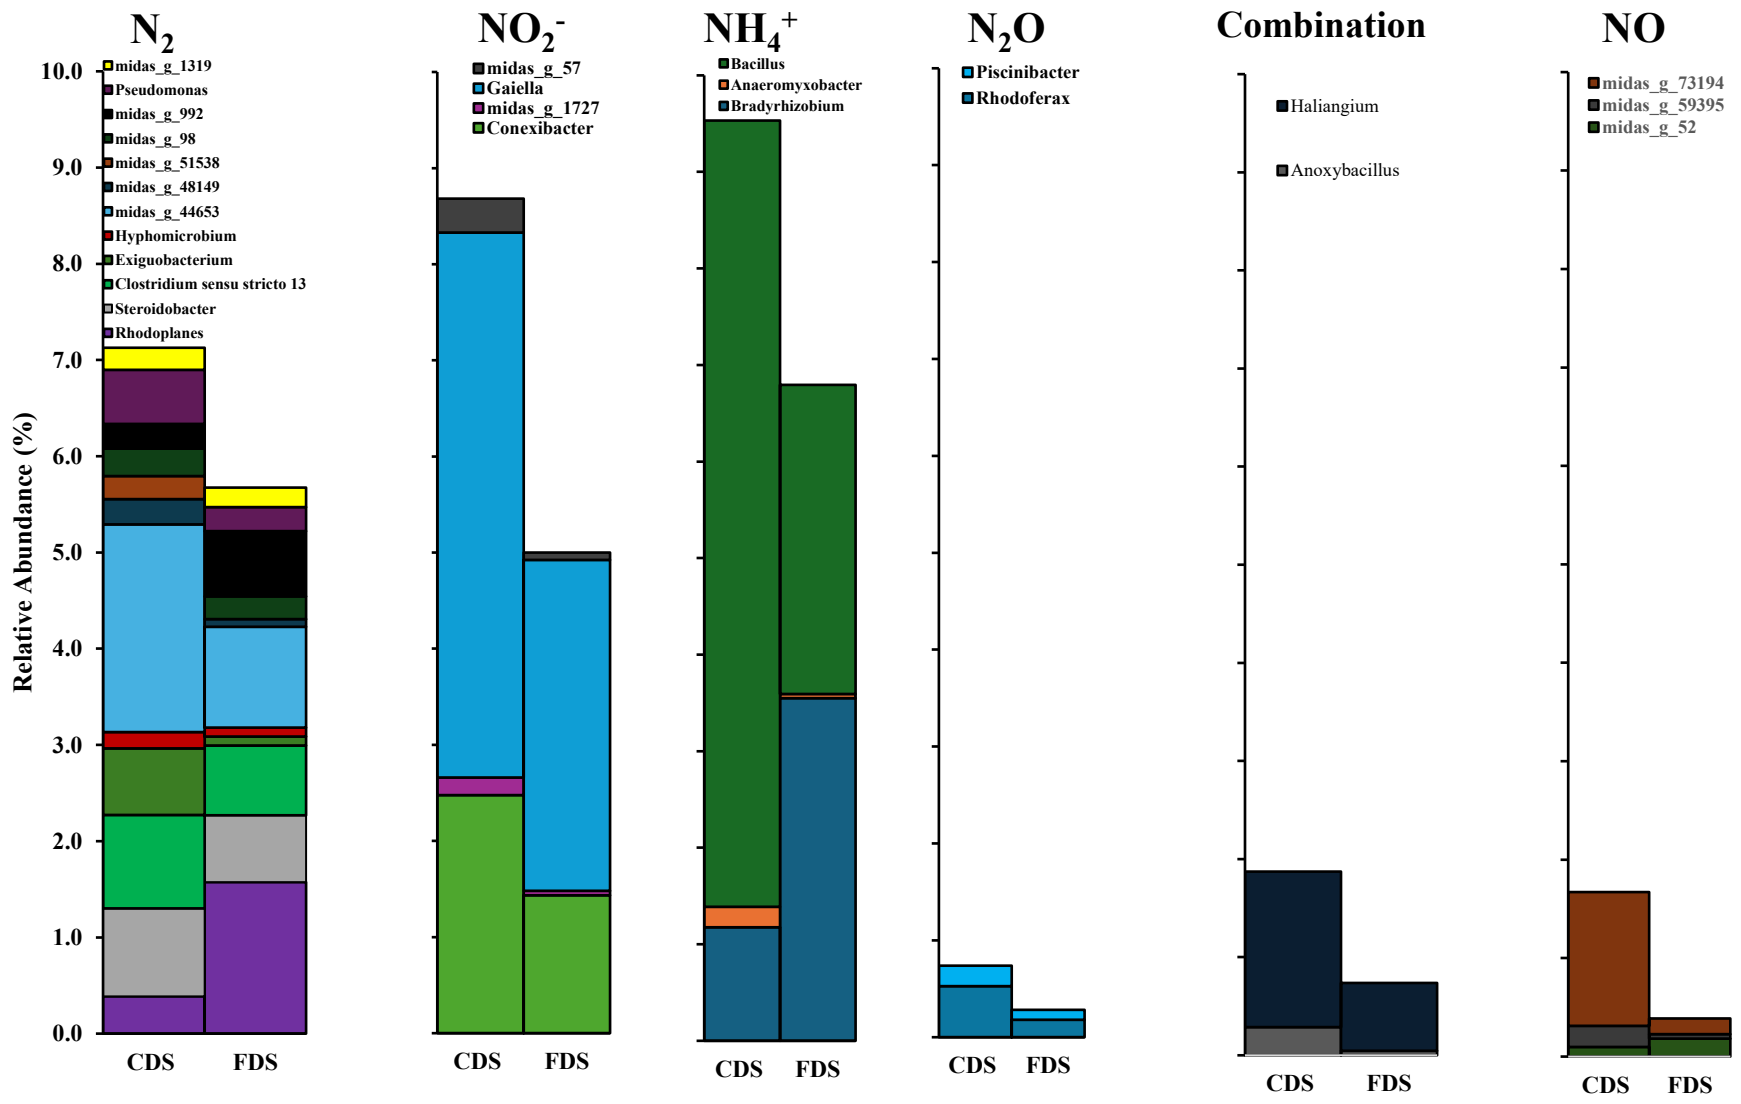 N2
NO2-
NH4+
N2O
Combination
NO
Relative Abundance (%)
10.0
9.0
8.0
7.0
6.0
5.0
4.0
3.0
2.0
1.0
0.0
midas_g_1319
Pseudomonas
midas_g_992
midas_g_98
midas_g_51538
midas_g_48149
midas_g_44653
Hyphomicrobium
Exiguobacterium
Clostridium sensu stricto 13
Steroidobacter
Rhodoplanes
CDS FDS
midas_g_57
Gaiella
midas_g_1727
Conexibacter
CDS FDS
Bacillus
Anaeromyxobacter
Bradyrhizobium
CDS FDS
Piscinibacter
Rhodoferax
CDS FDS
Haliangium
Anoxybacillus
CDS FDS
midas_g_73194
midas_g_59395
midas_g_52
CDS FDS